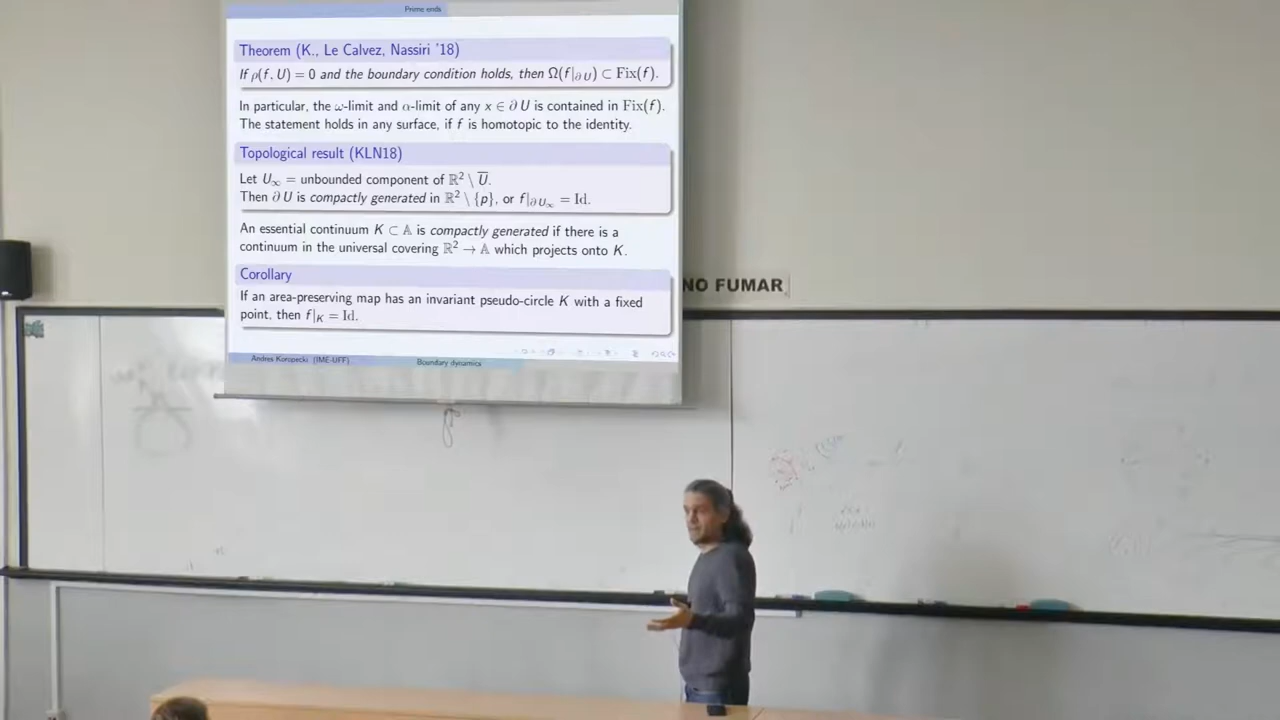 Prime ends
Theorem (K., Le Calvez, Nassiri '18)
If ρ(f, U) = 0 and the boundary condition holds, then Ω(f|∂U) ⊂ Fix(f).
In particular, the ω-limit and α-limit of any x ∈ ∂U is contained in Fix(f).
The statement holds in any surface, if f is homotopic to the identity.
Topological result (KLN18)
Let U∞ = unbounded component of ℝ² \ U̅.
Then ∂U is compactly generated in ℝ² \ {p}, or f|∂U∞ = Id.
An essential continuum K ⊂ 𝔸 is compactly generated if there is a
continuum in the universal covering ℝ² → 𝔸 which projects onto K.
Corollary
If an area-preserving map has an invariant pseudo-circle K with a fixed
point, then f|K = Id.
Andres Koropecki (IME-UFF)
Boundary dynamics
NO FUMAR